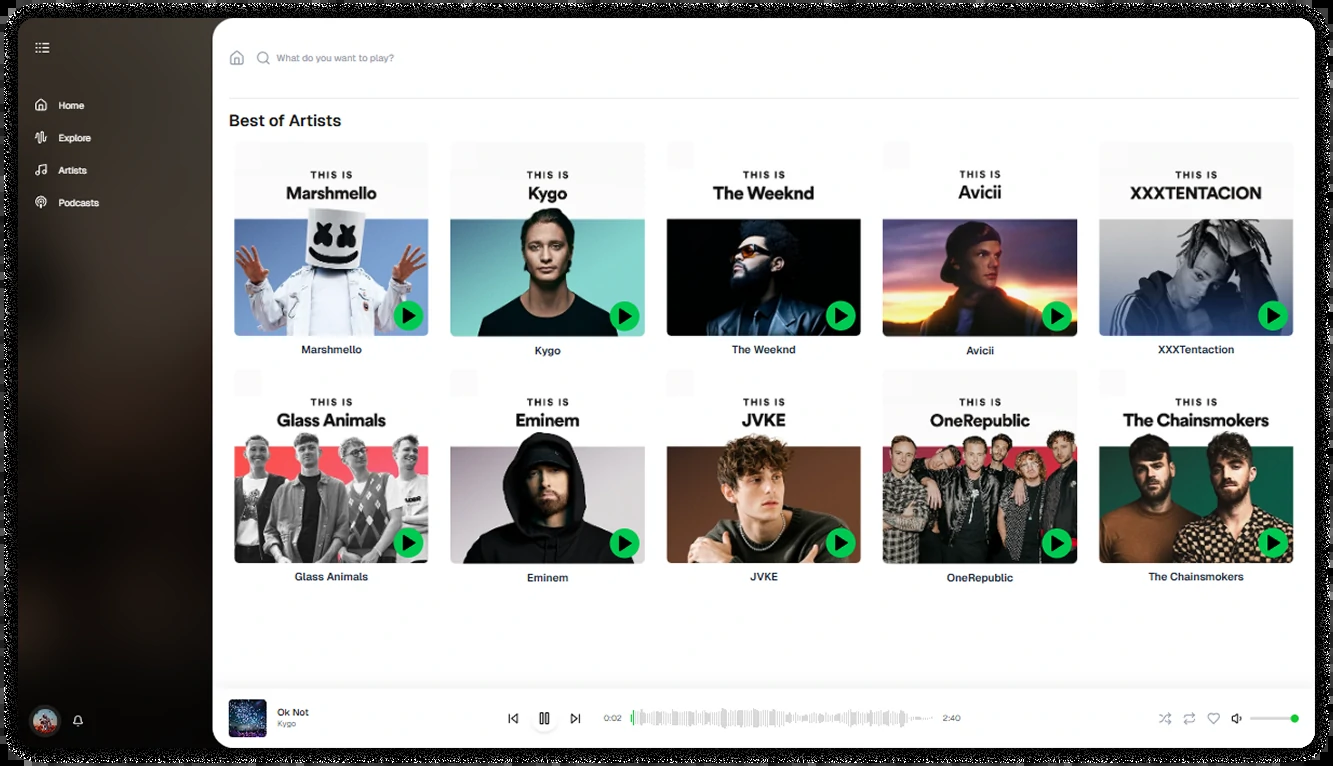 Home
Explore
Artists
Podcasts
What do you want to play?
Best of Artists
THIS IS
Marshmello
Marshmello
THIS IS
Kygo
Kygo
THIS IS
The Weeknd
The Weeknd
THIS IS
Avicii
Avicii
THIS IS
XXXTENTACION
XXXTentaction
THIS IS
Glass Animals
Glass Animals
THIS IS
Eminem
Eminem
THIS IS
JVKE
JVKE
THIS IS
OneRepublic
OneRepublic
THIS IS
The Chainsmokers
The Chainsmokers
Ok Not
Kygo
0:02
2:40